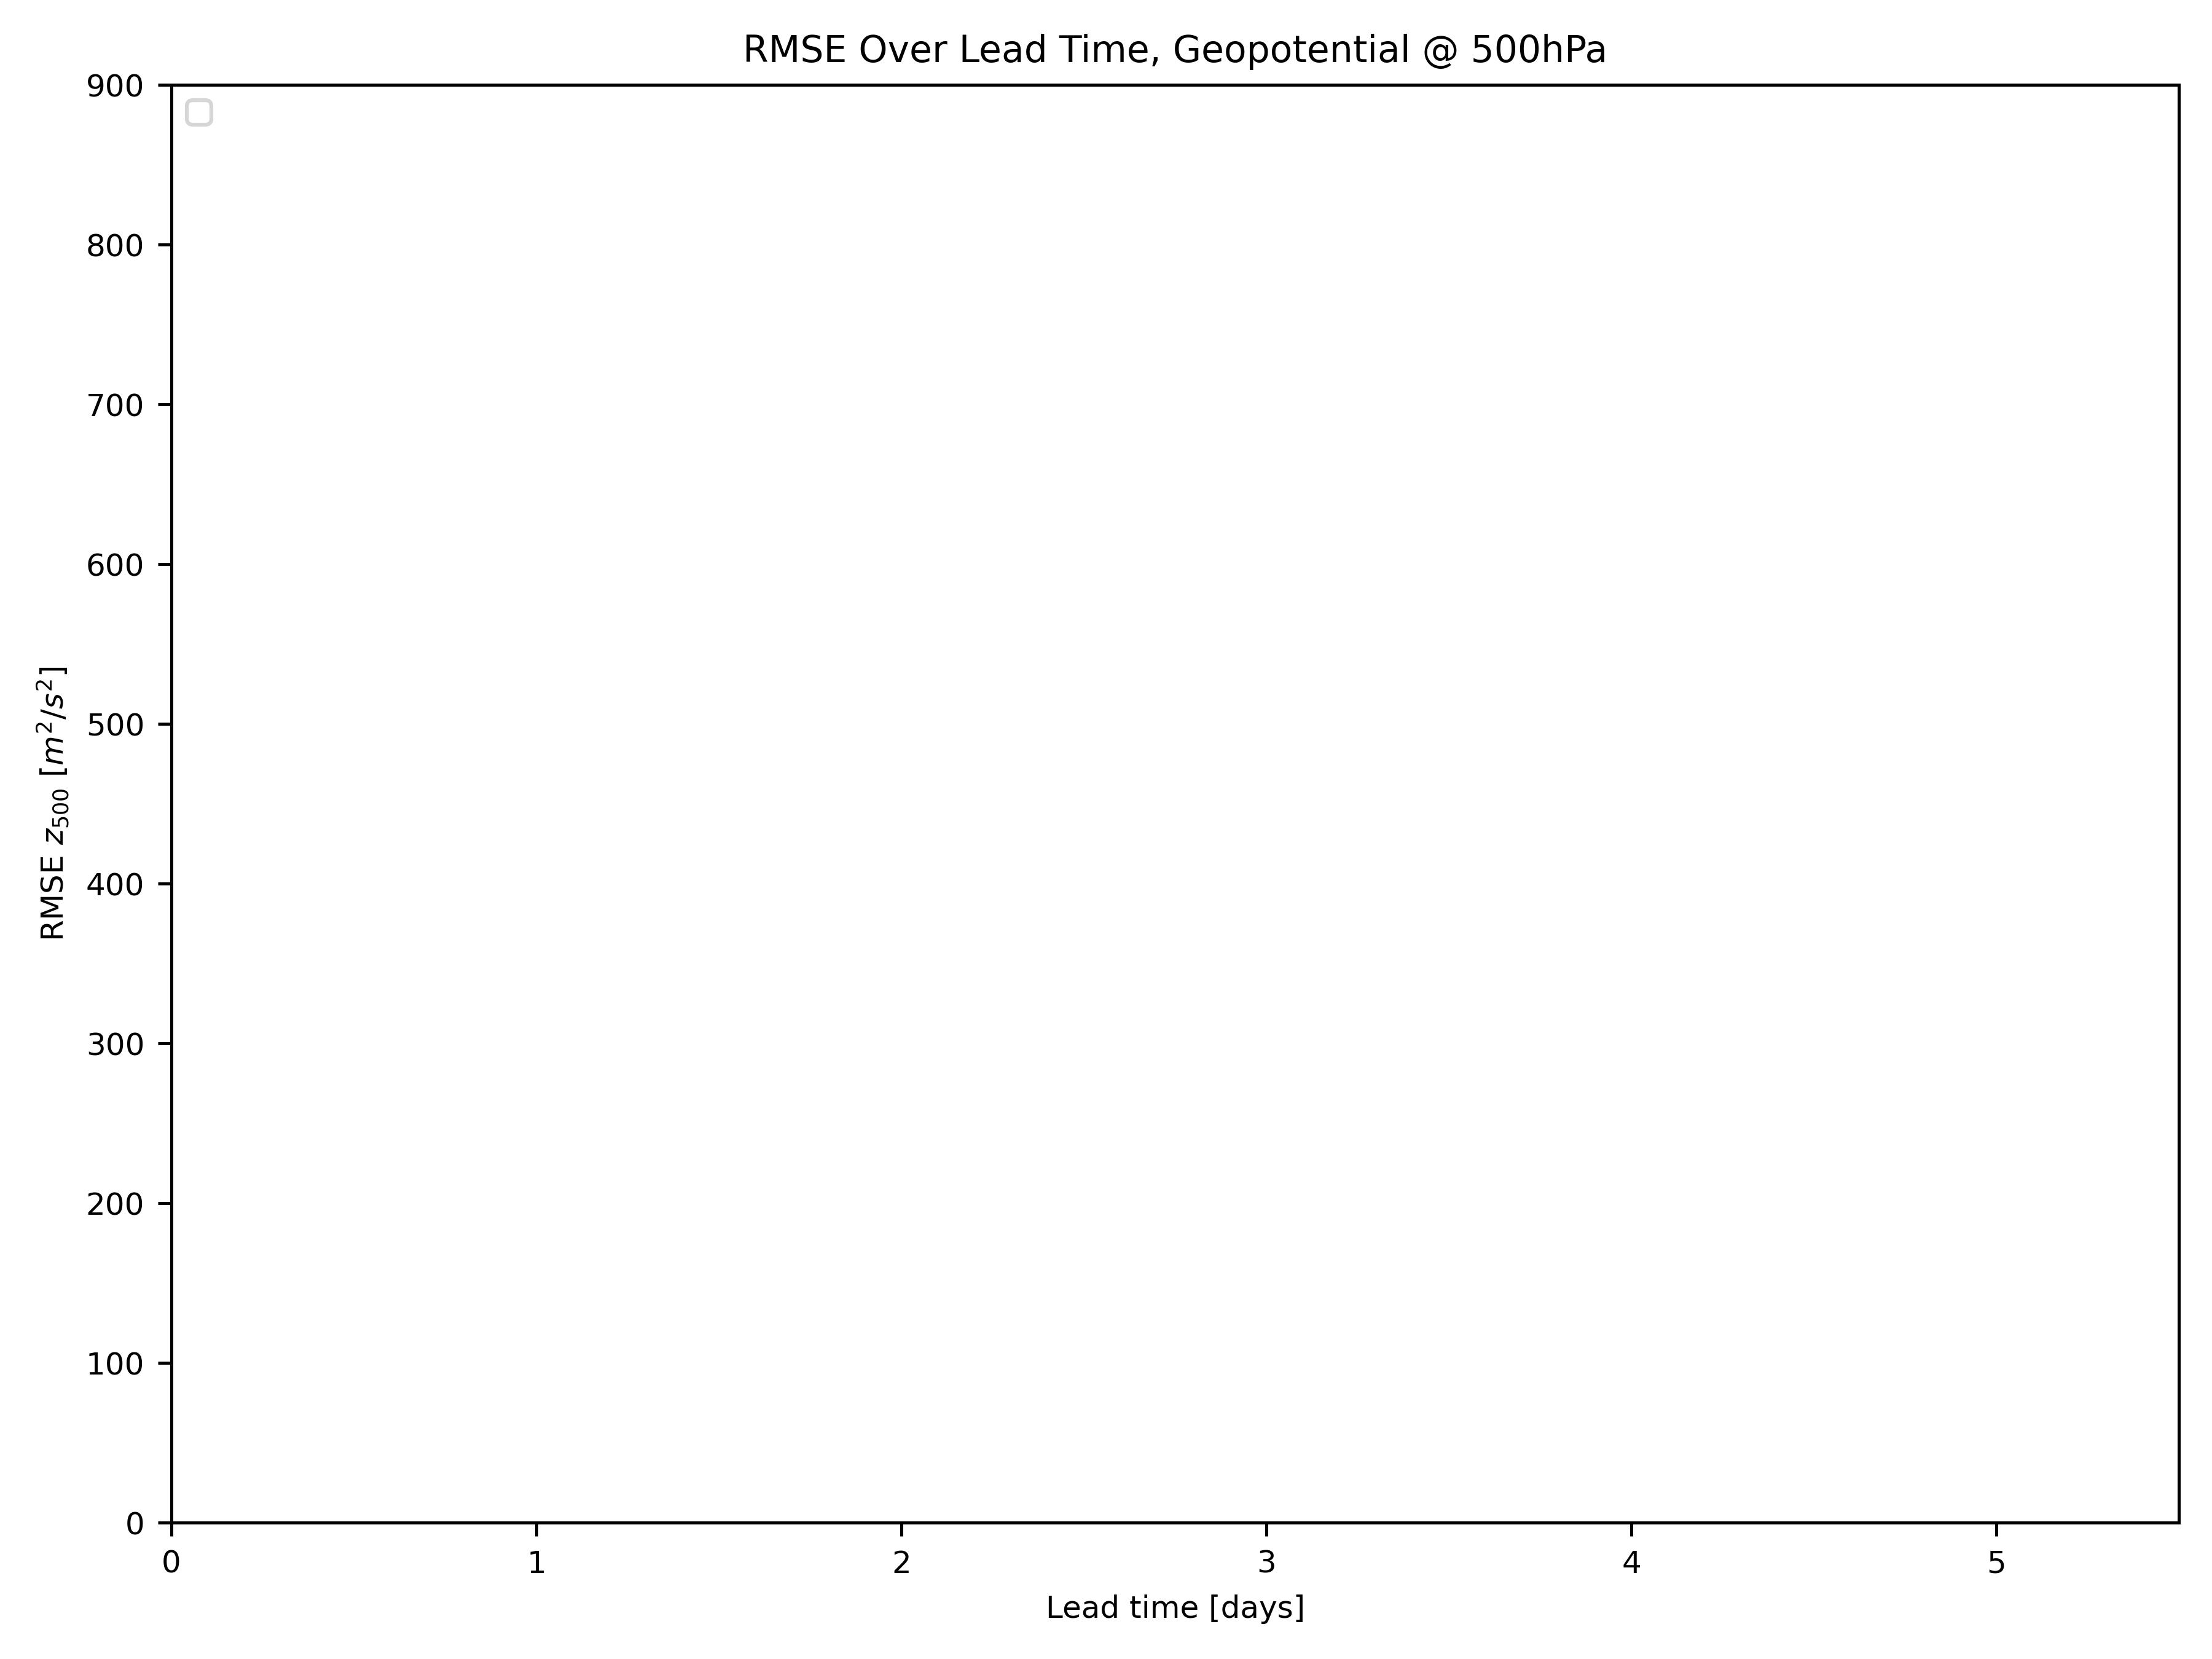 RMSE Over Lead Time, Geopotential @ 500hPa
900
800
700
600
500
400
300
200
100
0
RMSE z₅₀₀ [m²/s²]
0 1 2 3 4 5
Lead time [days]